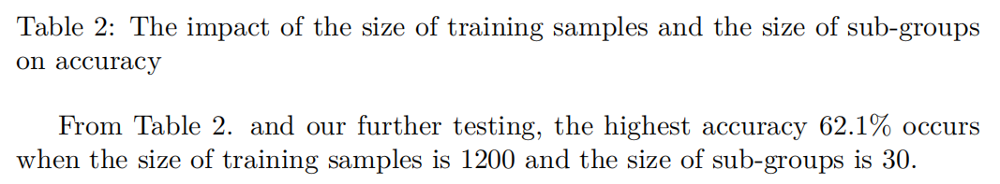 Table 2: The impact of the size of training samples and the size of sub-groups
on accuracy
From Table 2. and our further testing, the highest accuracy 62.1% occurs
when the size of training samples is 1200 and the size of sub-groups is 30.